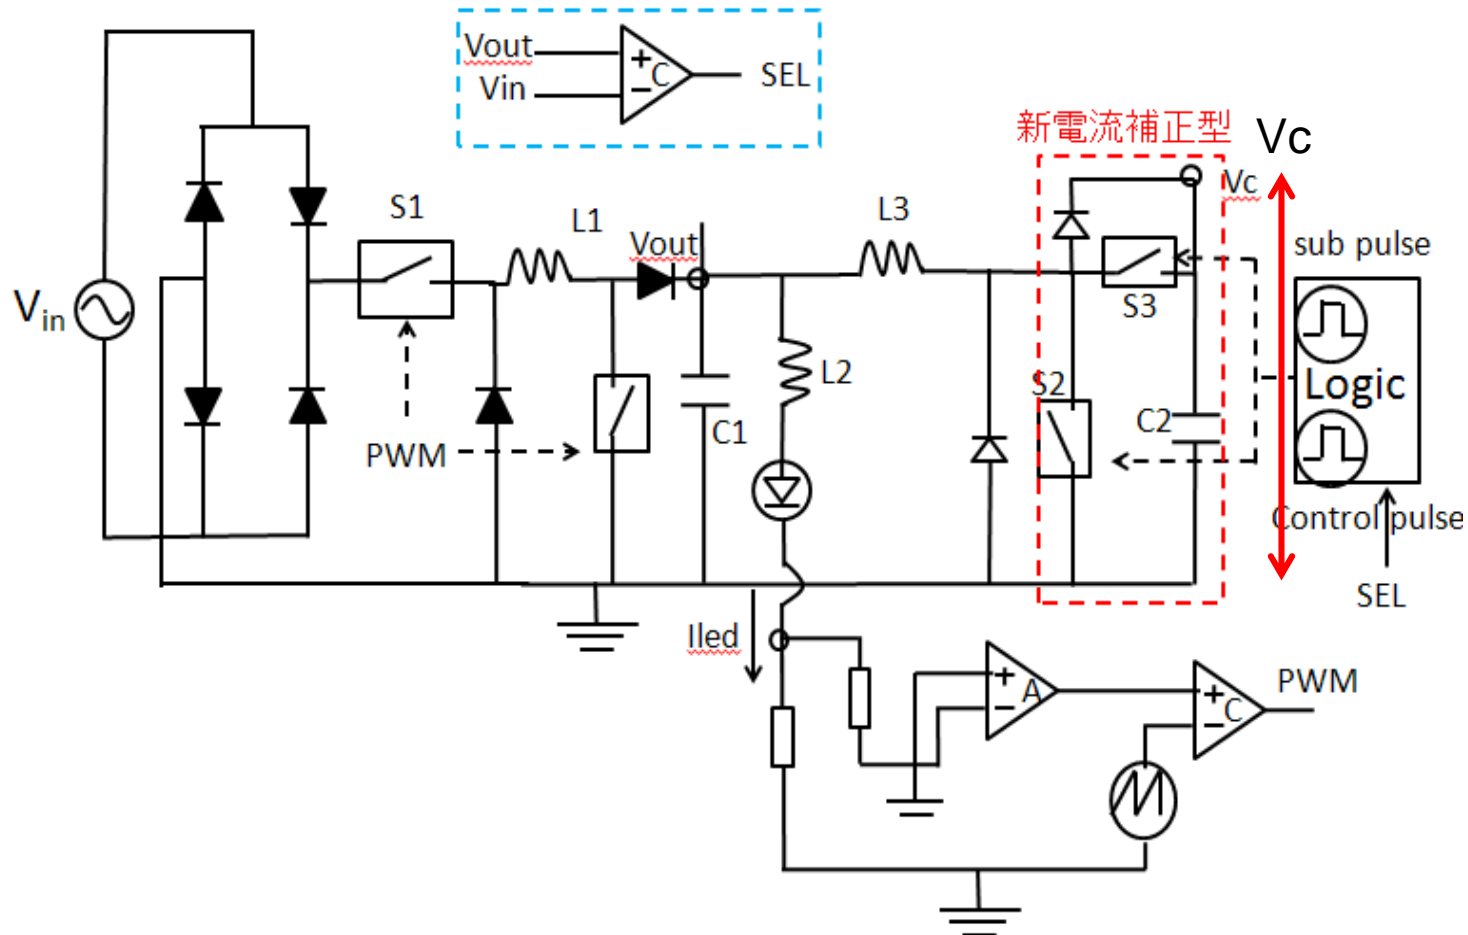 Vout
Vin
+
−
C
SEL
新電流補正型
Vc
Vc
S1
L1
Vout
L3
sub pulse
Vin
S3
L2
S2
Logic
C1
C2
PWM
Control pulse
SEL
Iled
+
−
A
+
−
C
PWM